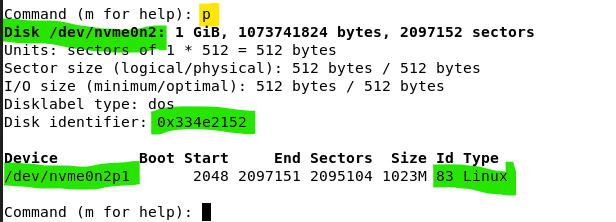 Command (m for help): p
Disk /dev/nvme0n2: 1 GiB, 1073741824 bytes, 2097152 sectors
Units: sectors of 1 * 512 = 512 bytes
Sector size (logical/physical): 512 bytes / 512 bytes
I/O size (minimum/optimal): 512 bytes / 512 bytes
Disklabel type: dos
Disk identifier: 0x334e2152
Device Boot Start End Sectors Size Id Type
/dev/nvme0n2p1 2048 2097151 2095104 1023M 83 Linux
Command (m for help):